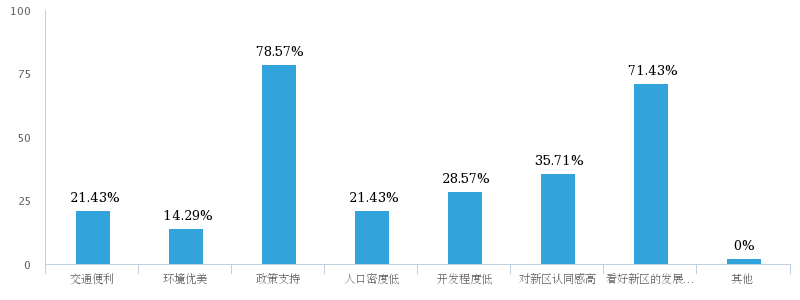 100
75
50
25
0
21.43%
14.29%
78.57%
21.43%
28.57%
35.71%
71.43%
0%
交通便利
环境优美
政策支持
人口密度低
开发程度低
对新区认同感高
看好新区的发展...
其他